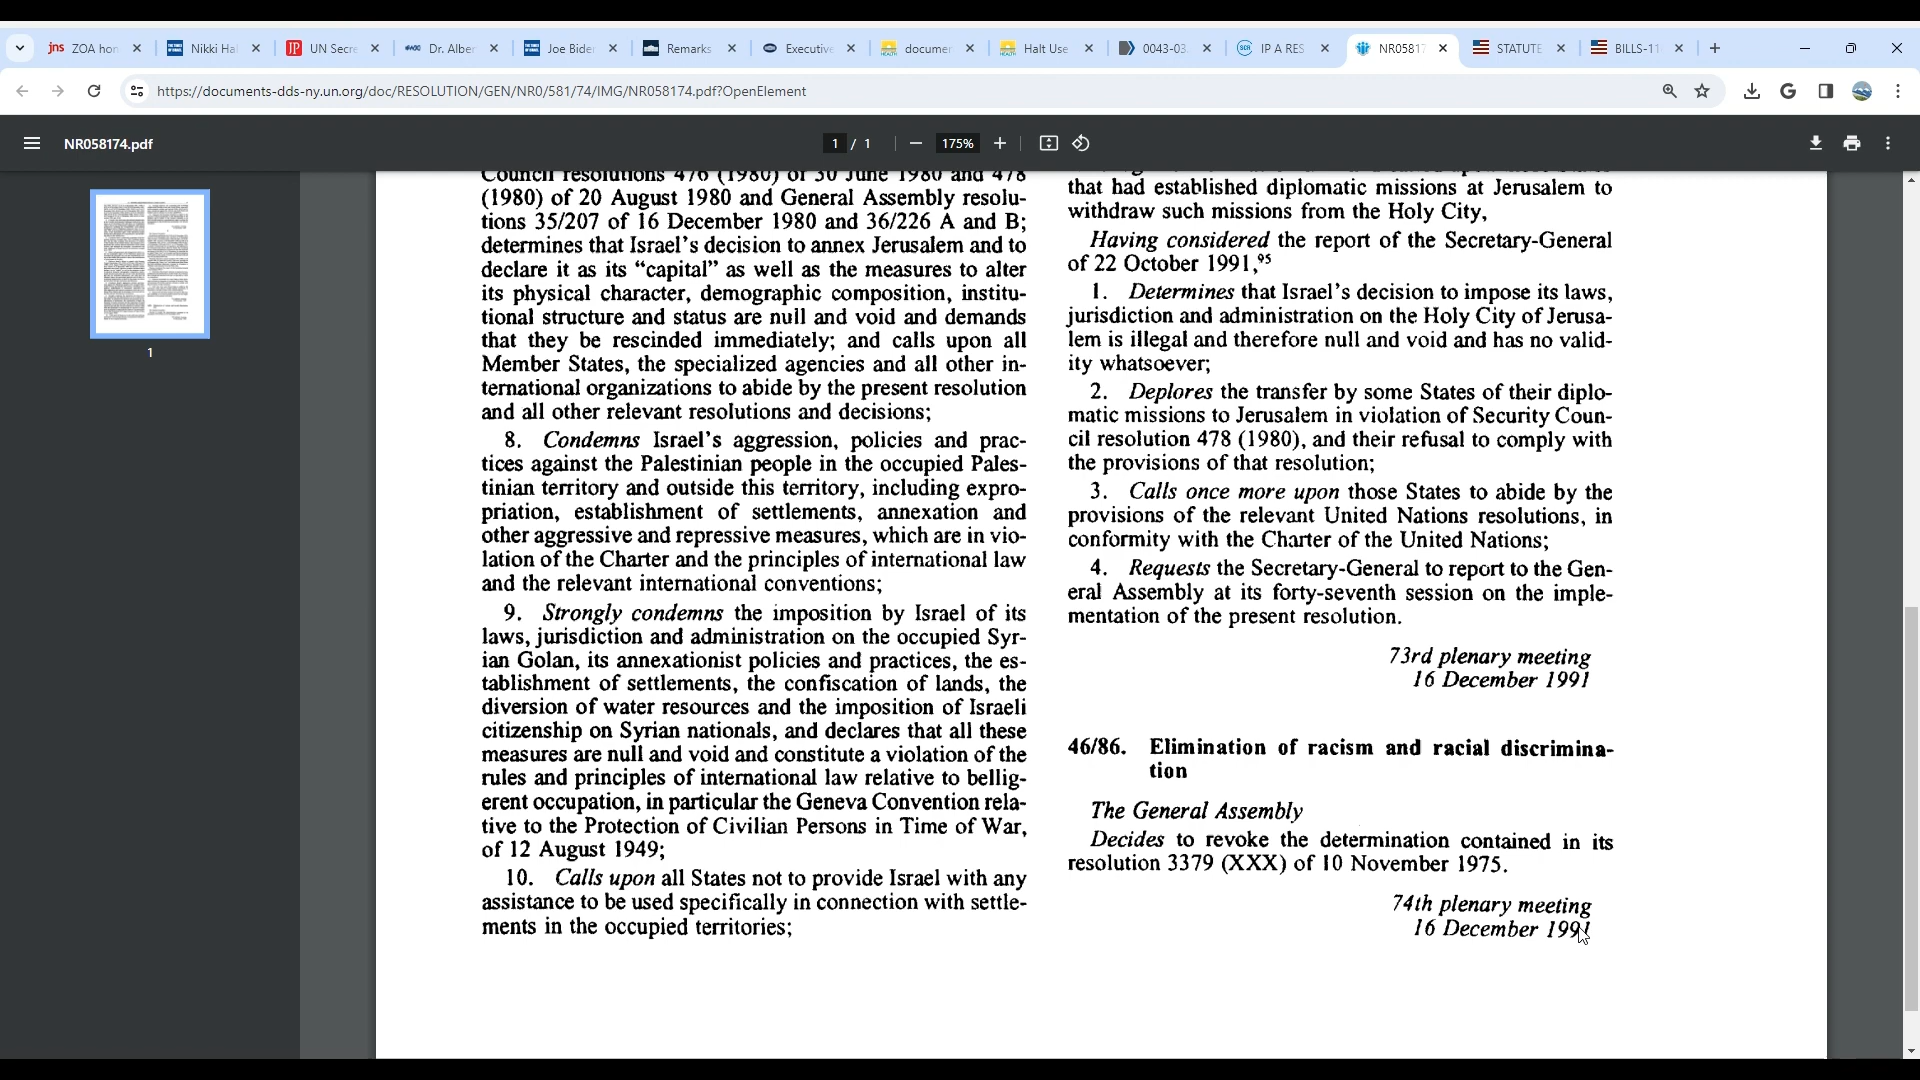 jns ZOA hon
Nikki Ha
JP UN Secre
Dr. Alber
Joe Bide
Remarks
Executive
documen
Halt Use
0043-03
IP A RES
NR05817
STATUTE
BILLS-11
https://documents-dds-ny.un.org/doc/RESOLUTION/GEN/NR0/581/74/IMG/NR058174.pdf?OpenElement
NR058174.pdf
1 / 1
175%
1
Council resolutions 476 (1980) of 30 June 1980 and 478
(1980) of 20 August 1980 and General Assembly resolu-
tions 35/207 of 16 December 1980 and 36/226 A and B;
determines that Israel's decision to annex Jerusalem and to
declare it as its “capital” as well as the measures to alter
its physical character, demographic composition, institu-
tional structure and status are null and void and demands
that they be rescinded immediately; and calls upon all
Member States, the specialized agencies and all other in-
ternational organizations to abide by the present resolution
and all other relevant resolutions and decisions;
8. Condemns Israel's aggression, policies and prac-
tices against the Palestinian people in the occupied Pales-
tinian territory and outside this territory, including expro-
priation, establishment of settlements, annexation and
other aggressive and repressive measures, which are in vio-
lation of the Charter and the principles of international law
and the relevant international conventions;
9. Strongly condemns the imposition by Israel of its
laws, jurisdiction and administration on the occupied Syr-
ian Golan, its annexationist policies and practices, the es-
tablishment of settlements, the confiscation of lands, the
diversion of water resources and the imposition of Israeli
citizenship on Syrian nationals, and declares that all these
measures are null and void and constitute a violation of the
rules and principles of international law relative to bellig-
erent occupation, in particular the Geneva Convention rela-
tive to the Protection of Civilian Persons in Time of War,
of 12 August 1949;
10. Calls upon all States not to provide Israel with any
assistance to be used specifically in connection with settle-
ments in the occupied territories;
that had established diplomatic missions at Jerusalem to
withdraw such missions from the Holy City,
Having considered the report of the Secretary-General
of 22 October 1991,⁹⁵
1. Determines that Israel's decision to impose its laws,
jurisdiction and administration on the Holy City of Jerusa-
lem is illegal and therefore null and void and has no valid-
ity whatsoever;
2. Deplores the transfer by some States of their diplo-
matic missions to Jerusalem in violation of Security Coun-
cil resolution 478 (1980), and their refusal to comply with
the provisions of that resolution;
3. Calls once more upon those States to abide by the
provisions of the relevant United Nations resolutions, in
conformity with the Charter of the United Nations;
4. Requests the Secretary-General to report to the Gen-
eral Assembly at its forty-seventh session on the imple-
mentation of the present resolution.
73rd plenary meeting
16 December 1991
46/86. Elimination of racism and racial discrimina-
tion
The General Assembly
Decides to revoke the determination contained in its
resolution 3379 (XXX) of 10 November 1975.
74th plenary meeting
16 December 1991